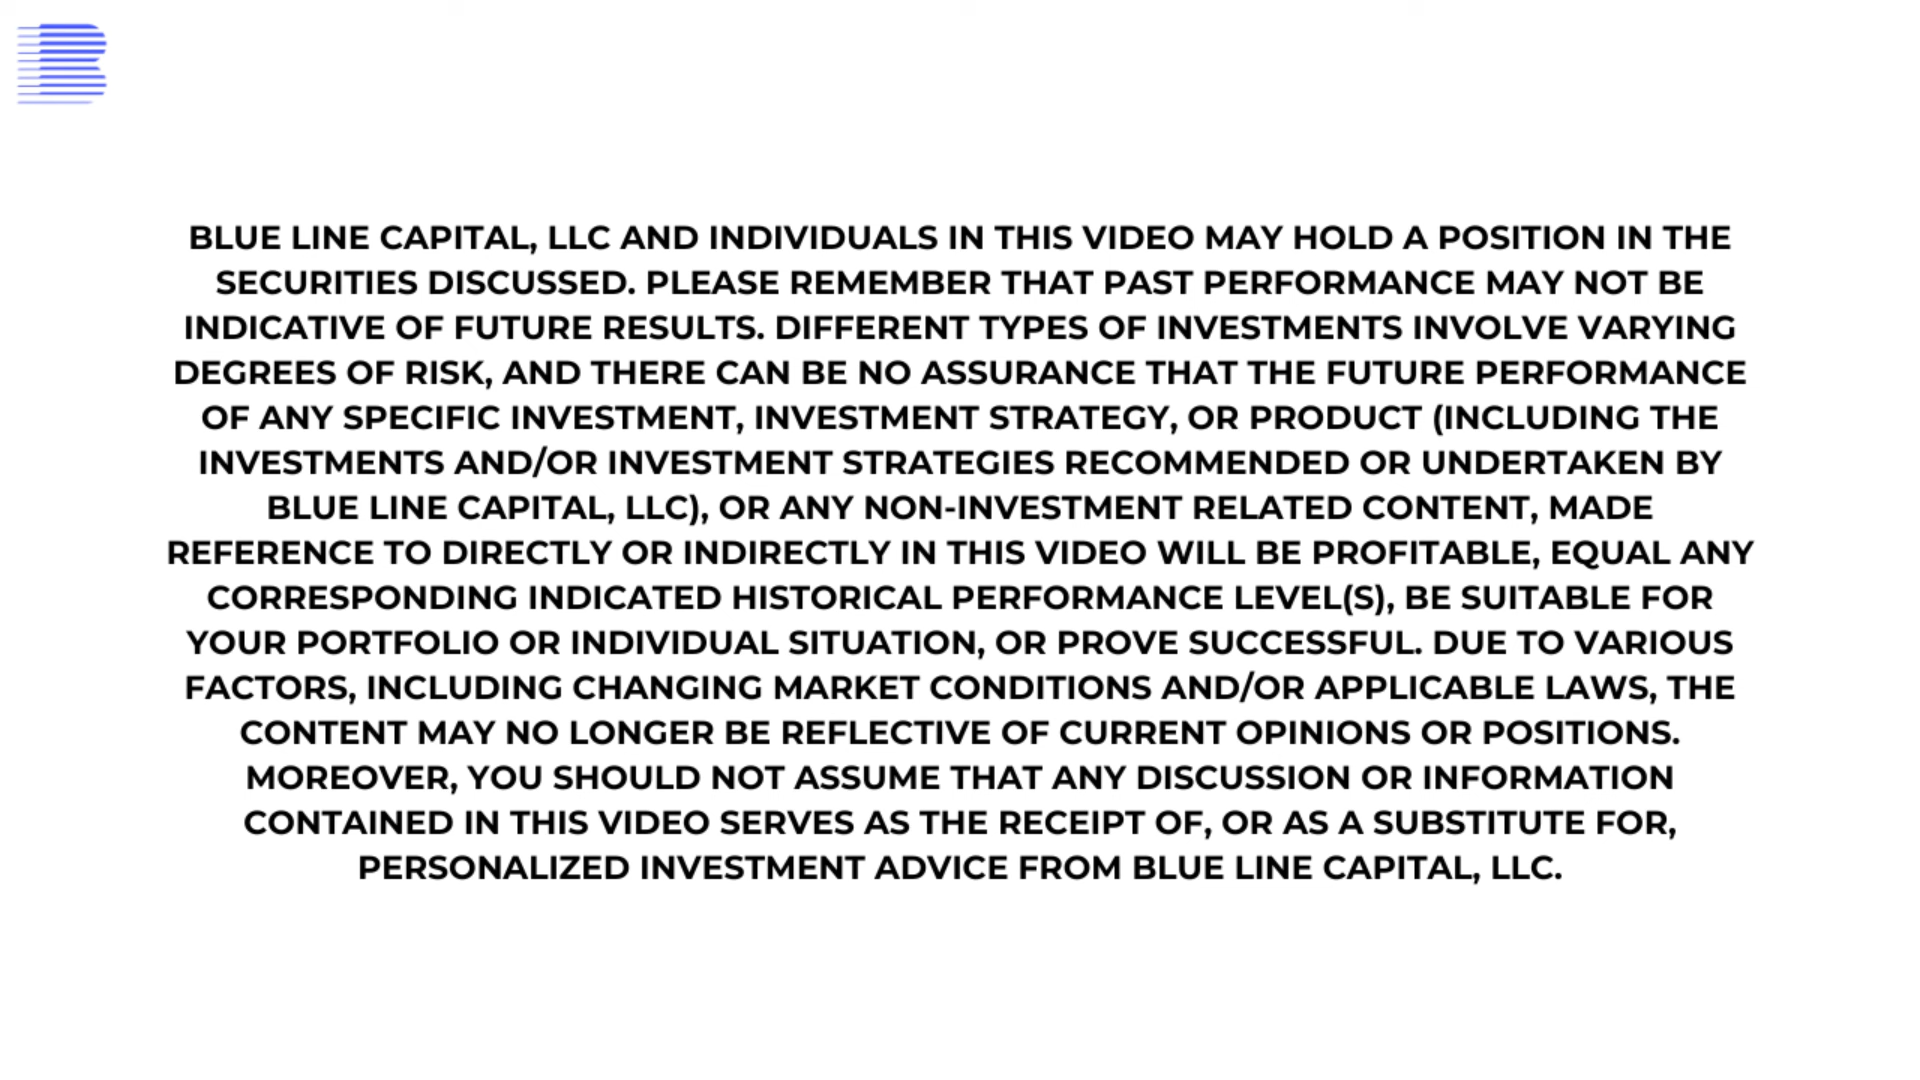 BLUE LINE CAPITAL, LLC AND INDIVIDUALS IN THIS VIDEO MAY HOLD A POSITION IN THE
SECURITIES DISCUSSED. PLEASE REMEMBER THAT PAST PERFORMANCE MAY NOT BE
INDICATIVE OF FUTURE RESULTS. DIFFERENT TYPES OF INVESTMENTS INVOLVE VARYING
DEGREES OF RISK, AND THERE CAN BE NO ASSURANCE THAT THE FUTURE PERFORMANCE
OF ANY SPECIFIC INVESTMENT, INVESTMENT STRATEGY, OR PRODUCT (INCLUDING THE
INVESTMENTS AND/OR INVESTMENT STRATEGIES RECOMMENDED OR UNDERTAKEN BY
BLUE LINE CAPITAL, LLC), OR ANY NON-INVESTMENT RELATED CONTENT, MADE
REFERENCE TO DIRECTLY OR INDIRECTLY IN THIS VIDEO WILL BE PROFITABLE, EQUAL ANY
CORRESPONDING INDICATED HISTORICAL PERFORMANCE LEVEL(S), BE SUITABLE FOR
YOUR PORTFOLIO OR INDIVIDUAL SITUATION, OR PROVE SUCCESSFUL. DUE TO VARIOUS
FACTORS, INCLUDING CHANGING MARKET CONDITIONS AND/OR APPLICABLE LAWS, THE
CONTENT MAY NO LONGER BE REFLECTIVE OF CURRENT OPINIONS OR POSITIONS.
MOREOVER, YOU SHOULD NOT ASSUME THAT ANY DISCUSSION OR INFORMATION
CONTAINED IN THIS VIDEO SERVES AS THE RECEIPT OF, OR AS A SUBSTITUTE FOR,
PERSONALIZED INVESTMENT ADVICE FROM BLUE LINE CAPITAL, LLC.